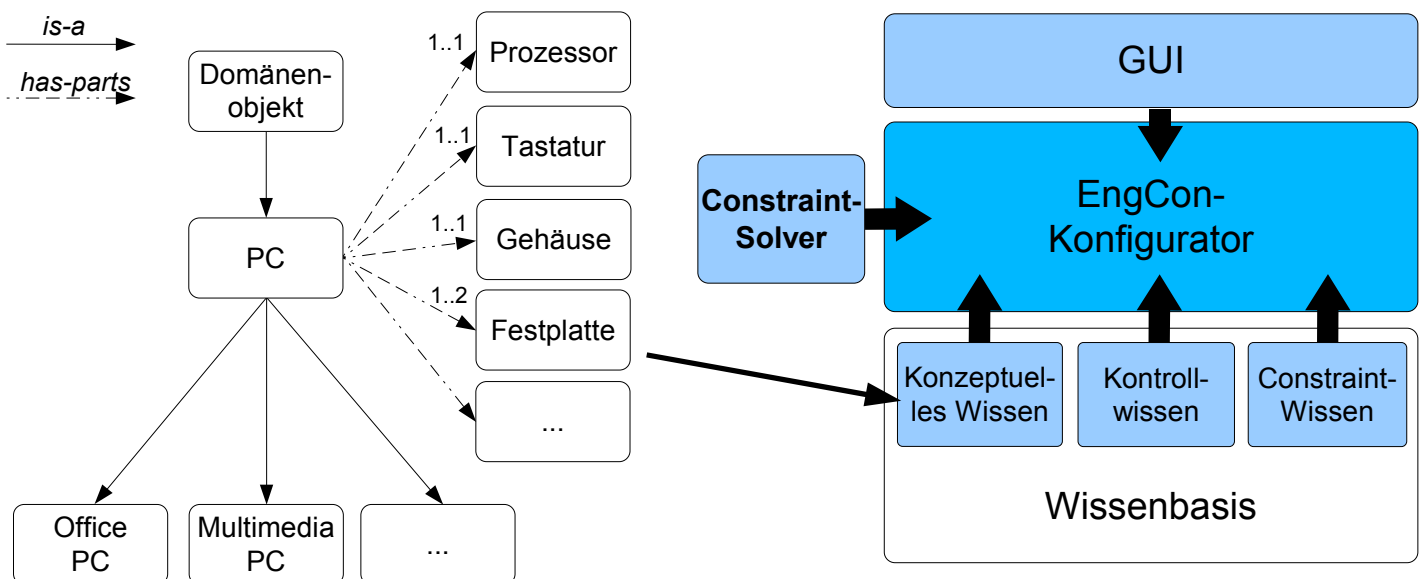 is-a
has-parts
Domänen-
objekt
PC
Office
PC
Multimedia
PC
...
1..1
Prozessor
1..1
Tastatur
1..1
Gehäuse
1..2
Festplatte
...
GUI
Constraint-
Solver
EngCon-
Konfigurator
Konzeptuel-
les Wissen
Kontroll-
wissen
Constraint-
Wissen
Wissenbasis